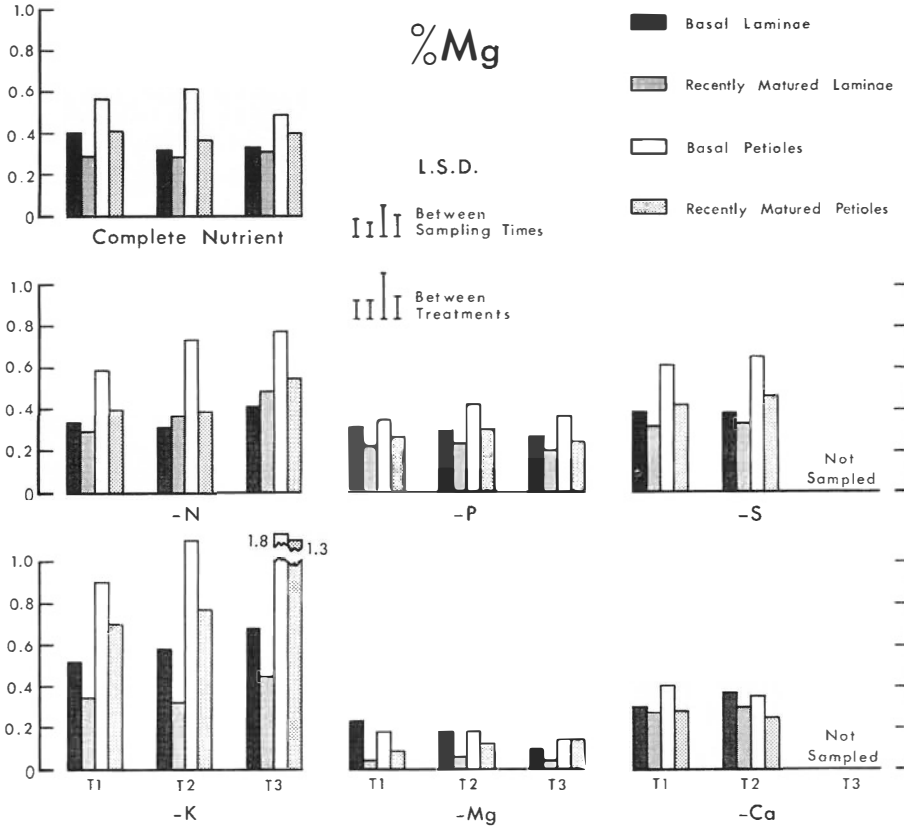 %Mg
Basal Laminae
Recently Matured Laminae
Basal Petioles
Recently Matured Petioles
L.S.D.
Between
Sampling Times
Between
Treatments
1.0
0.8
0.6
0.4
0.2
0
Complete Nutrient
1.0
0.8
0.6
0.4
0.2
0
-N
-P
Not
Sampled
-S
1.0
0.8
0.6
0.4
0.2
0
1.8
1.3
T1
T2
T3
-K
T1
T2
T3
-Mg
Not
Sampled
T1
T2
T3
-Ca